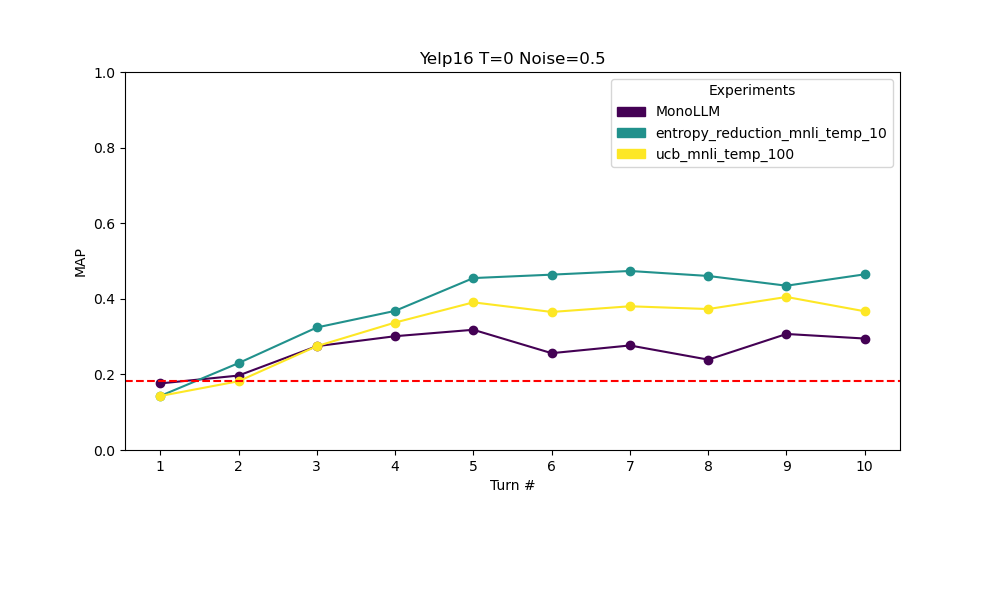 Yelp16 T=0 Noise=0.5
Experiments
MonoLLM
entropy_reduction_mnli_temp_10
ucb_mnli_temp_100
MAP
1.0
0.8
0.6
0.4
0.2
0.0
1 2 3 4 5 6 7 8 9 10
Turn #